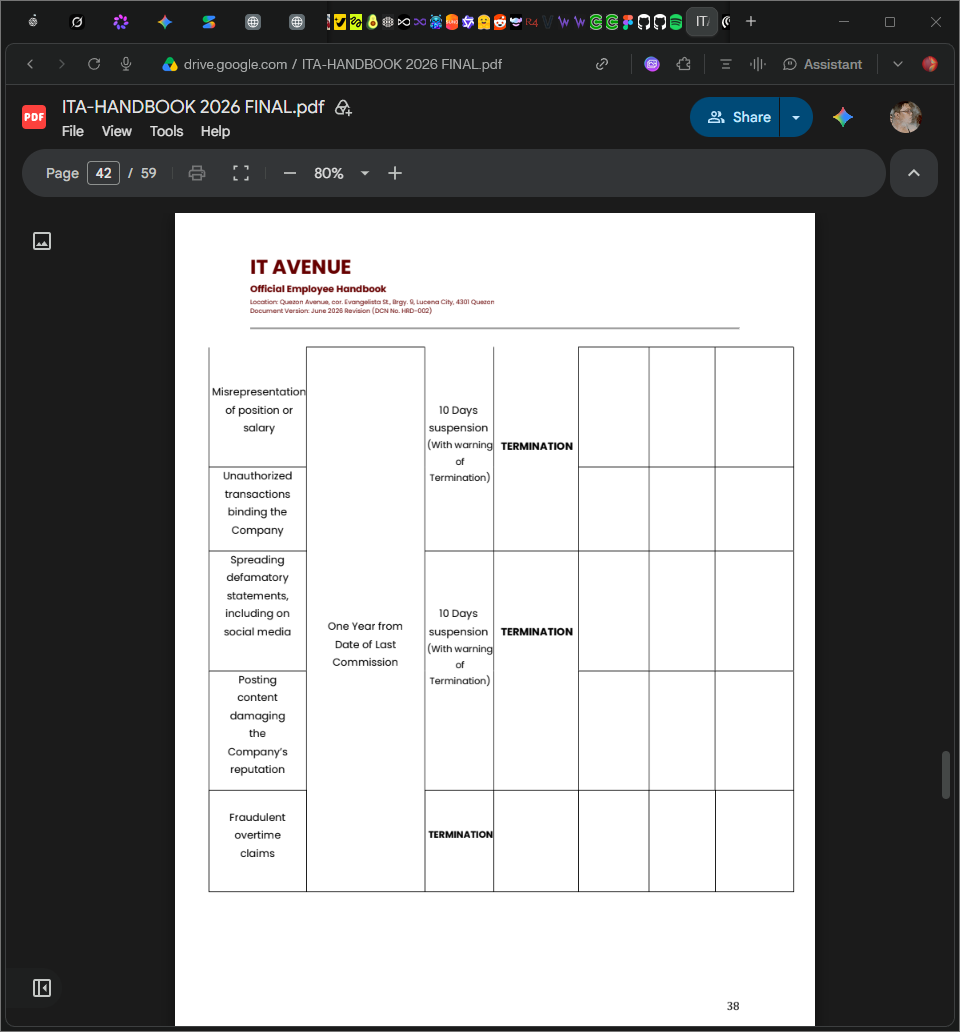 R4
IT
drive.google.com / ITA-HANDBOOK 2026 FINAL.pdf
Assistant
PDF
ITA-HANDBOOK 2026 FINAL.pdf
File View Tools Help
Share
Page 42 / 59
80%
IT AVENUE
Official Employee Handbook
Location: Quezon Avenue, cor. Evangelista St., Brgy. 9, Lucena City, 4301 Quezon
Document Version: June 2026 Revision (DCN No. HRD-002)
Misrepresentation
of position or
salary
10 Days
suspension
(With warning
of
Termination)
TERMINATION
Unauthorized
transactions
binding the
Company
Spreading
defamatory
statements,
including on
social media
One Year from
Date of Last
Commission
10 Days
suspension
(With warning
of
Termination)
TERMINATION
Posting
content
damaging
the
Company's
reputation
Fraudulent
overtime
claims
TERMINATION
38